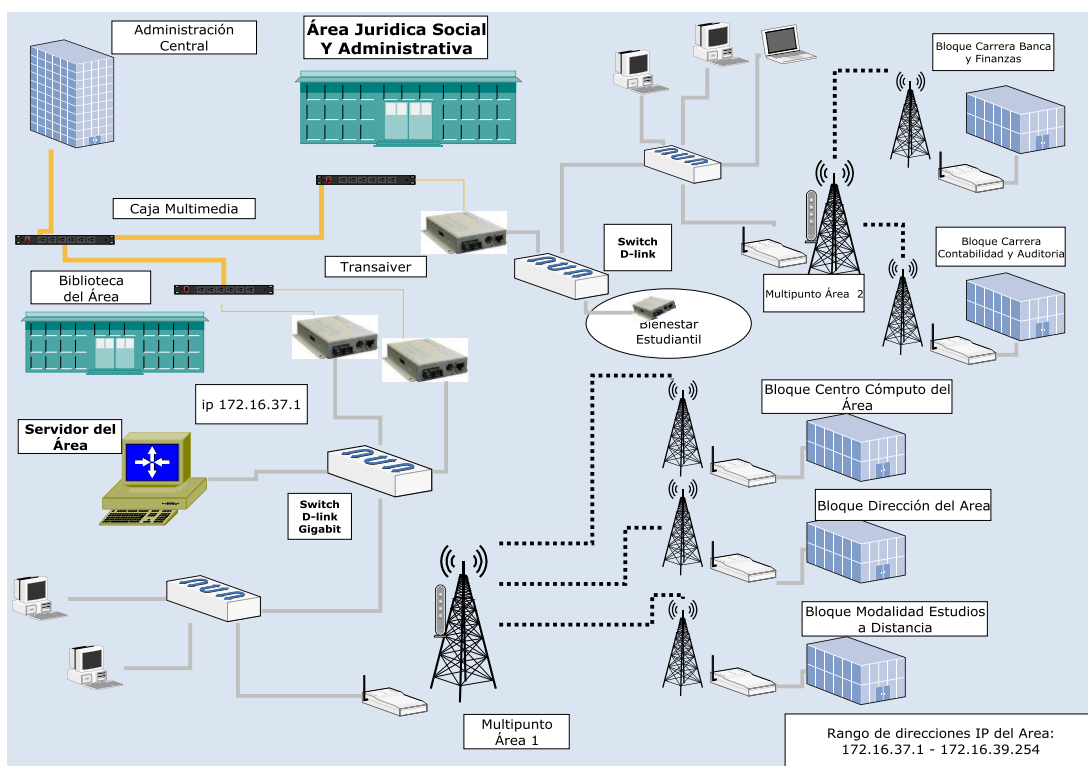 Administración
Central
Área Juridica Social
Y Administrativa
Bloque Carrera Banca
y Finanzas
Caja Multimedia
Transaiver
Switch
D-link
Biblioteca
del Área
Multipunto Área 2
Bloque Carrera
Contabilidad y Auditoria
Bienestar
Estudiantil
ip 172.16.37.1
Servidor del
Área
Bloque Centro Cómputo del
Área
Switch
D-link
Gigabit
Bloque Dirección del Area
Bloque Modalidad Estudios
a Distancia
Multipunto
Área 1
Rango de direcciones IP del Area:
172.16.37.1 - 172.16.39.254